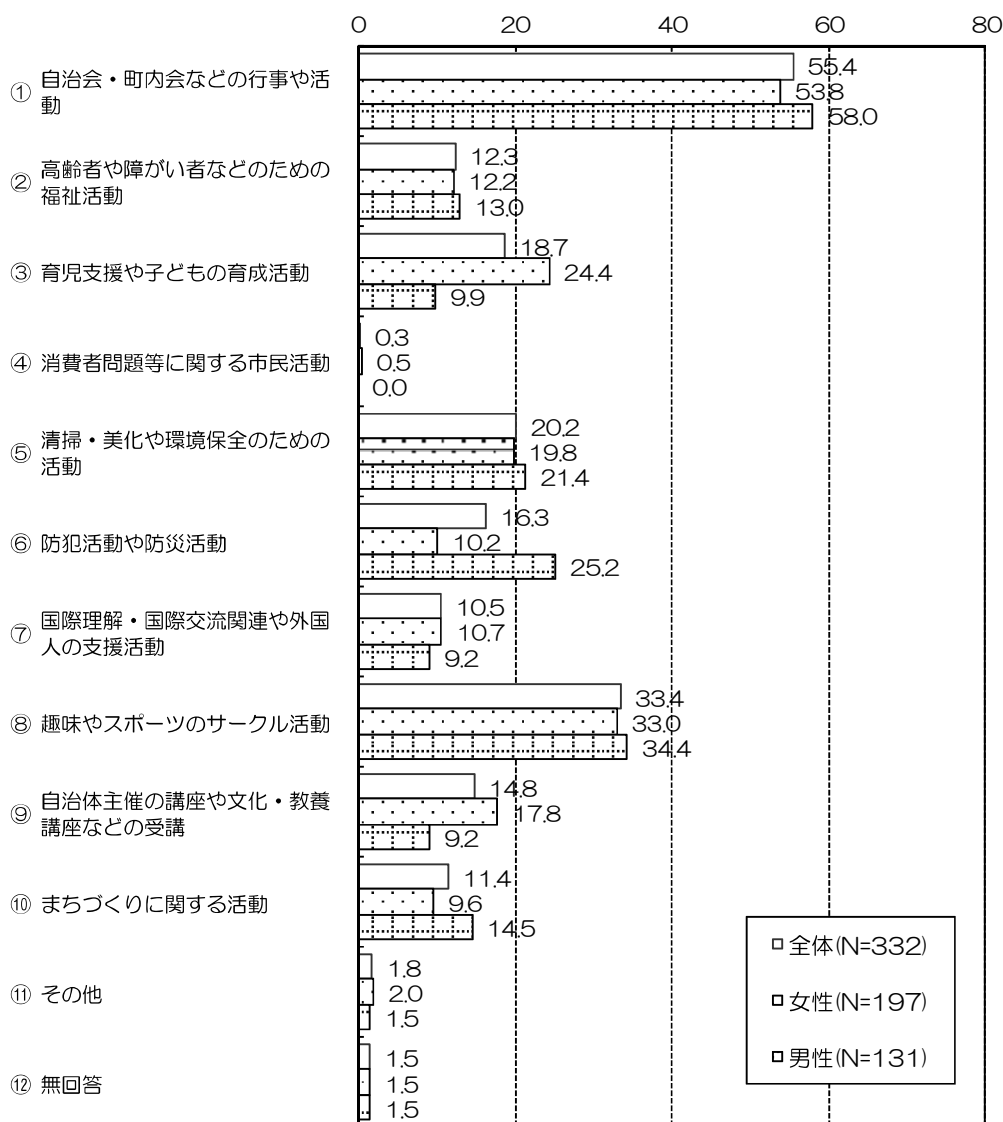 0 20 40 60 80
① 自治会・町内会などの行事や活
動
55.4
53.8
58.0
② 高齢者や障がい者などのための
福祉活動
12.3
12.2
13.0
③ 育児支援や子どもの育成活動
18.7
24.4
9.9
④ 消費者問題等に関する市民活動
0.3
0.5
0.0
⑤ 清掃・美化や環境保全のための
活動
20.2
19.8
21.4
⑥ 防犯活動や防災活動
16.3
10.2
25.2
⑦ 国際理解・国際交流関連や外国
人の支援活動
10.5
10.7
9.2
⑧ 趣味やスポーツのサークル活動
33.4
33.0
34.4
⑨ 自治体主催の講座や文化・教養
講座などの受講
14.8
17.8
9.2
⑩ まちづくりに関する活動
11.4
9.6
14.5
⑪ その他
1.8
2.0
1.5
⑫ 無回答
1.5
1.5
1.5
全体(N=332)
女性(N=197)
男性(N=131)